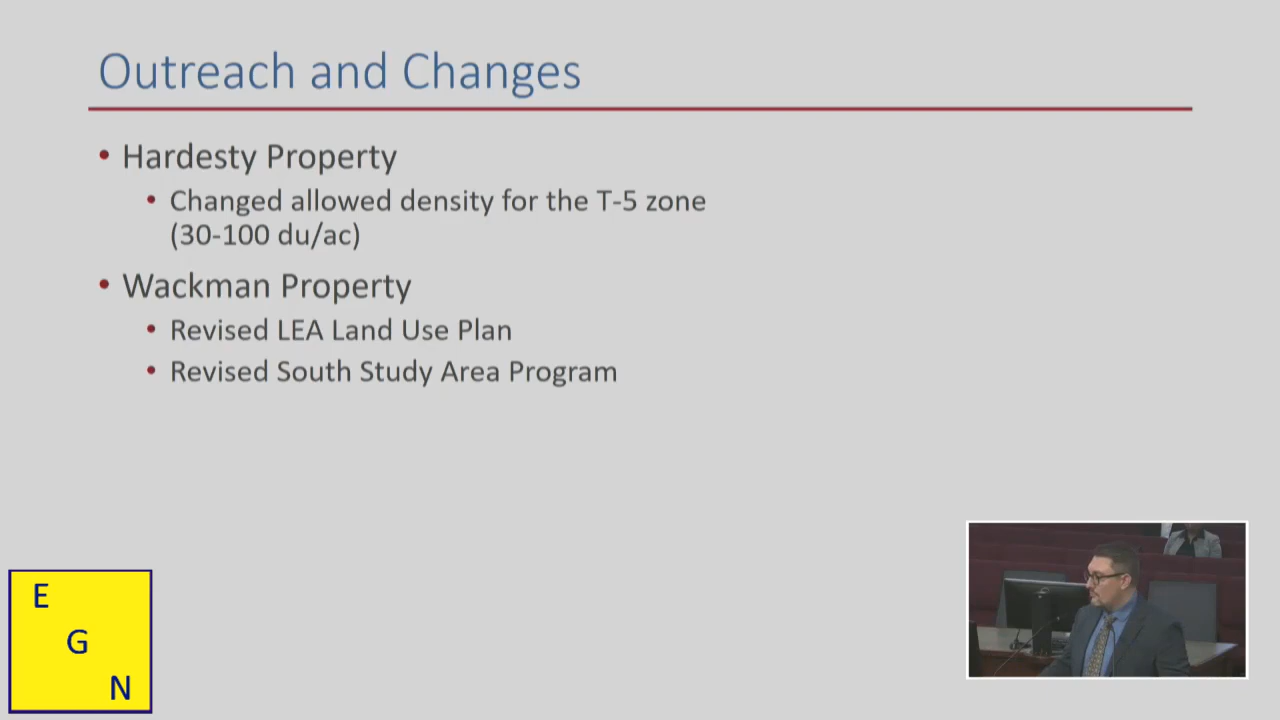 Outreach and Changes
• Hardesty Property
• Changed allowed density for the T-5 zone
(30-100 du/ac)
• Wackman Property
• Revised LEA Land Use Plan
• Revised South Study Area Program
E
G
N